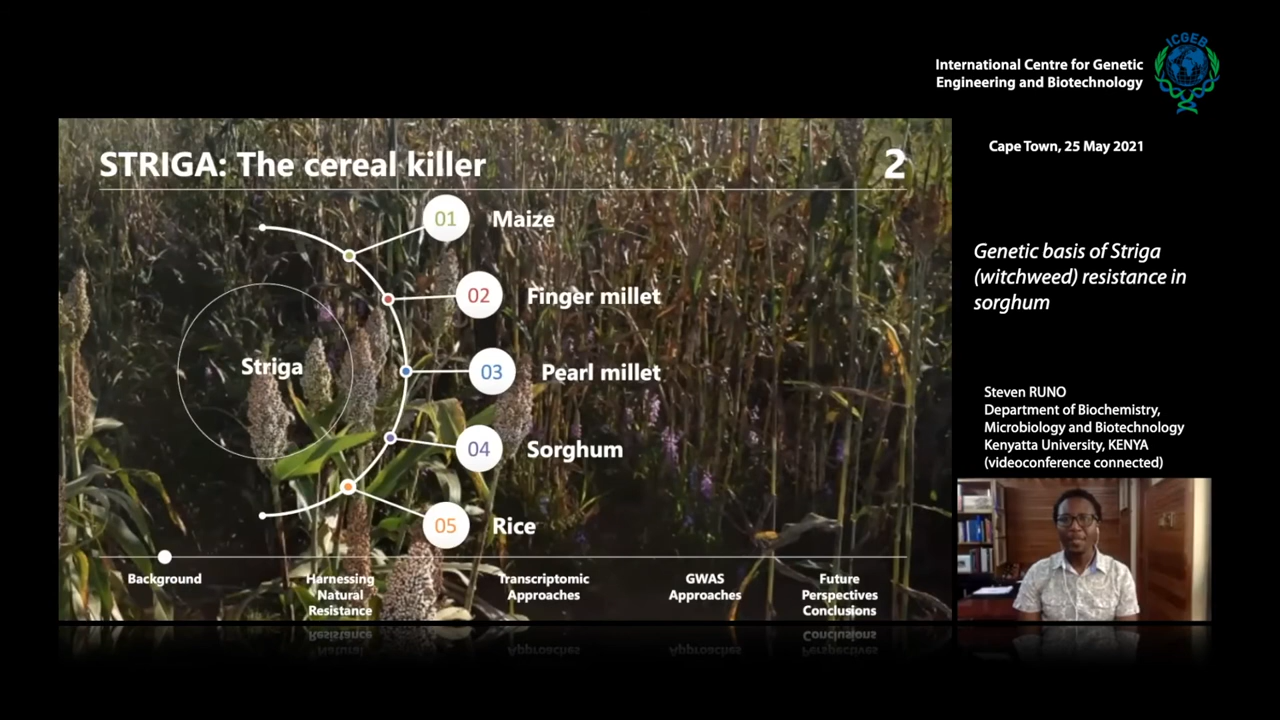 International Centre for Genetic
Engineering and Biotechnology
ICGEB
Cape Town, 25 May 2021
STRIGA: The cereal killer
2
01 Maize
02 Finger millet
03 Pearl millet
04 Sorghum
05 Rice
Striga
Background
Harnessing
Natural
Resistance
Transcriptomic
Approaches
GWAS
Approaches
Future
Perspectives
Conclusions
Genetic basis of Striga
(witchweed) resistance in
sorghum
Steven RUNO
Department of Biochemistry,
Microbiology and Biotechnology
Kenyatta University, KENYA
(videoconference connected)